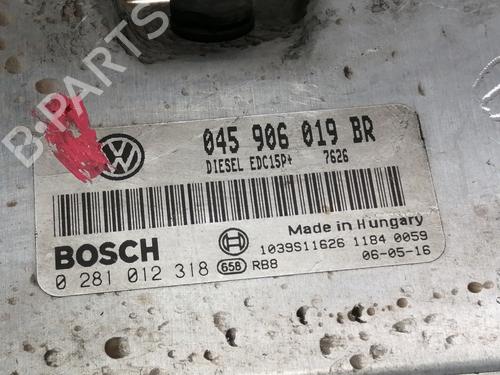 B-PARTS
045 906 019 BR
DIESEL EDC15P+ 7626
Made in Hungary
BOSCH
1039S11626 1184 0059
0 281 012 318 658 RB8 06-05-16